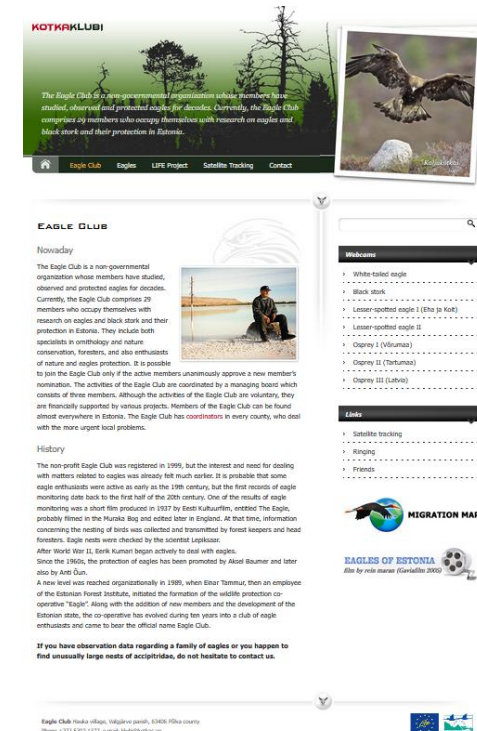 KOTKAKLUBI
The Eagle Club is a non-governmental organization whose members have
studied, observed and protected eagles for decades. Currently, the Eagle Club
comprises 29 members who occupy themselves with research on eagles and
black stork and their protection in Estonia.
Kaljukotkas
Eagle Club Eagles LIFE Project Satellite Tracking Contact
EAGLE CLUB
Nowaday
The Eagle Club is a non-governmental
organization whose members have studied,
observed and protected eagles for decades.
Currently, the Eagle Club comprises 29
members who occupy themselves with
research on eagles and black stork and their
protection in Estonia. They include both
specialists in ornithology and nature
conservation, foresters, and also enthusiasts
of nature and eagles protection. It is possible
to join the Eagle Club only if the active members unanimously approve a new member's
nomination. The activities of the Eagle Club are coordinated by a managing board which
consists of three members. Although the activities of the Eagle Club are voluntary, they
are financially supported by various projects. Members of the Eagle Club can be found
almost everywhere in Estonia. The Eagle Club has coordinators in every county, who deal
with the more urgent local problems.
History
The non-profit Eagle Club was registered in 1999, but the interest and need for dealing
with matters related to eagles was already felt much earlier. It is probable that some
eagle enthusiasts were active as early as the 19th century, but the first records of eagle
monitoring date back to the first half of the 20th century. One of the results of eagle
monitoring was a short film produced in 1937 by Eesti Kultuurfilm, entitled The Eagle,
probably filmed in the Muraka Bog and edited later in England. At that time, information
concerning the nesting of birds was collected and transmitted by forest keepers and head
foresters. Eagle nests were checked by the scientist Lepiksaar.
After World War II, Eerik Kumari began actively to deal with eagles.
Since the 1960s, the protection of eagles has been promoted by Aksel Baumer and later
also by Anti Õun.
A new level was reached organizationally in 1989, when Einar Tammur, then an employee
of the Estonian Forest Institute, initiated the formation of the wildlife protection co-
operative "Eagle". Along with the addition of new members and the development of the
Estonian state, the co-operative has evolved during ten years into a club of eagle
enthusiasts and came to bear the official name Eagle Club.
If you have observation data regarding a family of eagles or you happen to
find unusually large nests of accipitridae, do not hesitate to contact us.
Webcams
White-tailed eagle
Black stork
Lesser-spotted eagle I (Eha ja Koit)
Lesser-spotted eagle II
Osprey I (Võrumaa)
Osprey II (Tartumaa)
Osprey III (Latvia)
Links
Satellite tracking
Ringing
Friends
MIGRATION MAP
EAGLES OF ESTONIA
film by rein maran (Gaviafilm 2005)
Eagle Club Hauka village, Valgjärve parish, 63406 Põlva county